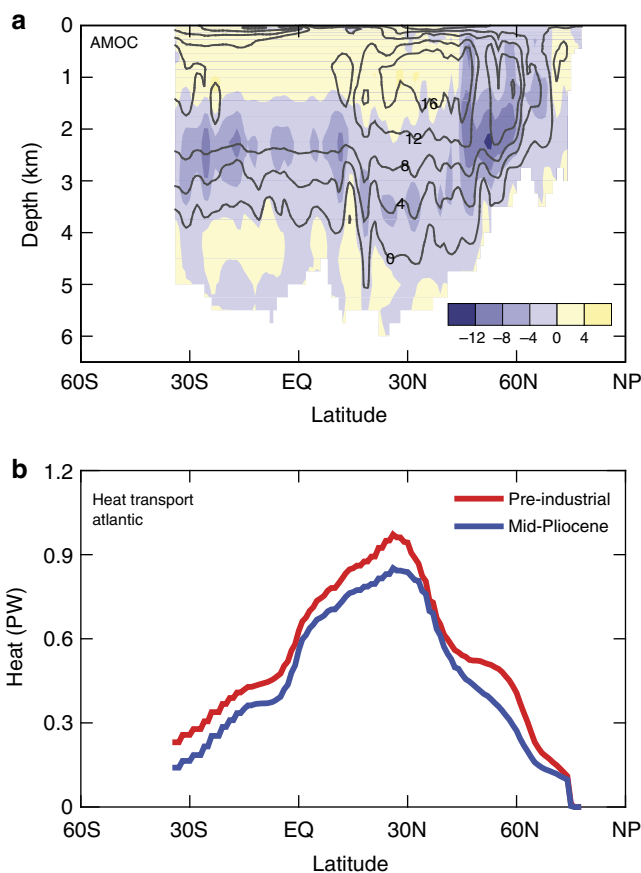 a
AMOC
0
1
2
3
4
5
6
Depth (km)
16
12
8
4
0
−12 −8 −4 0 4
60S 30S EQ 30N 60N NP
Latitude
b
Heat transport
atlantic
Pre-industrial
Mid-Pliocene
1.2
0.9
0.6
0.3
0
Heat (PW)
60S 30S EQ 30N 60N NP
Latitude